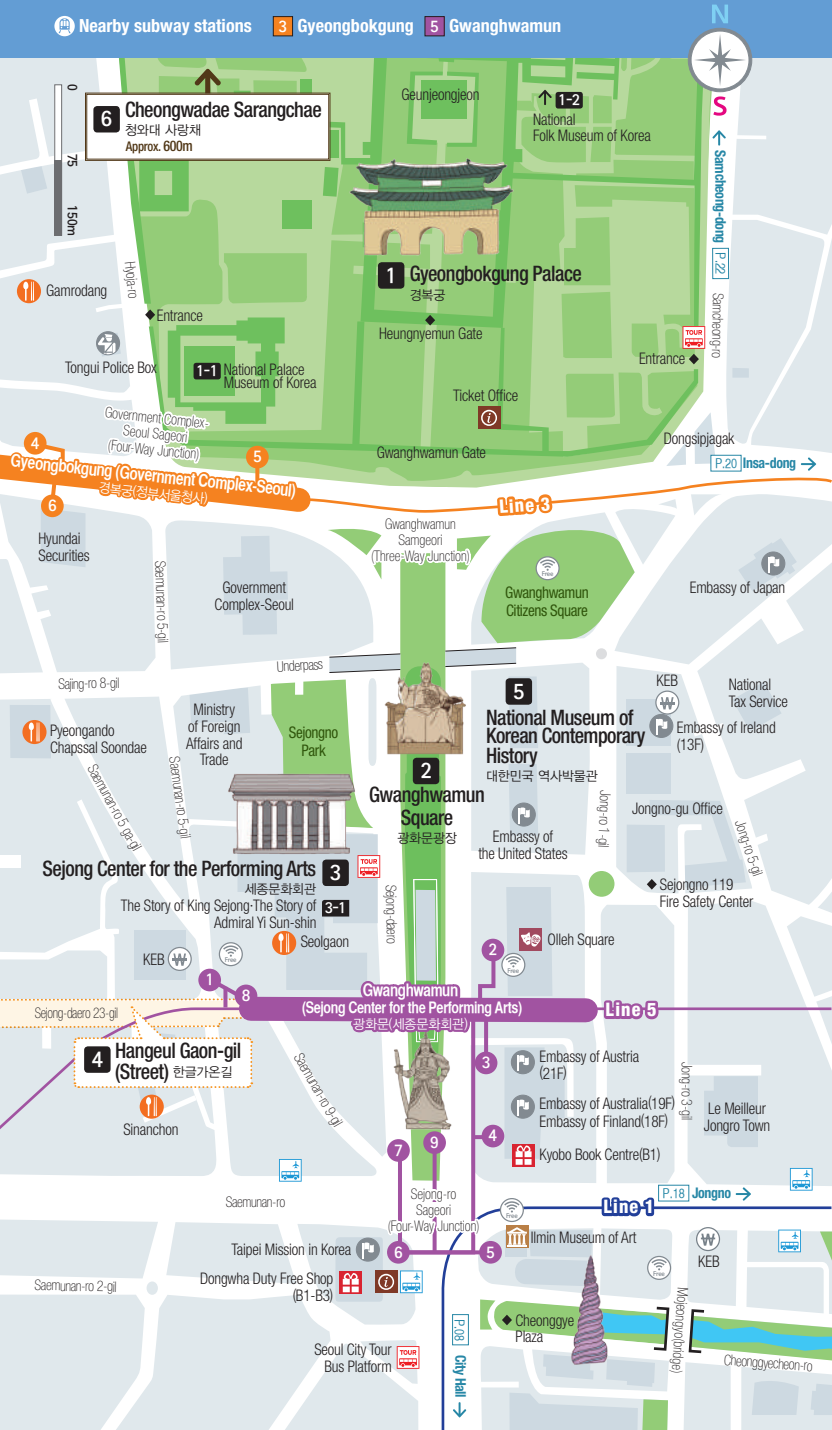 Nearby subway stations 3 Gyeongbokgung 5 Gwanghwamun
N
S
0
75
150m
6 Cheongwadae Sarangchae
청와대 사랑채
Approx. 600m
Geunjeongjeon
1-2
National
Folk Museum of Korea
Samcheong-dong P.22
Samcheong-ro
1 Gyeongbokgung Palace
경복궁
Hyoja-ro
Gamrodang
Entrance
Heungnyemun Gate
TOUR
Entrance
Tongui Police Box
1-1 National Palace
Museum of Korea
Ticket Office
Government Complex-
Seoul Sageori
(Four-Way Junction)
Gwanghwamun Gate
Dongsipjagak
P.20 Insa-dong
4
5
Gyeongbokgung (Government Complex-Seoul)
경복궁(정부서울청사)
6
Line 3
Hyundai
Securities
Gwanghwamun
Samgeori
(Three-Way Junction)
Saemunan-ro 5-gil
Government
Complex-Seoul
Free
Gwanghwamun
Citizens Square
Embassy of Japan
Underpass
Sajing-ro 8-gil
Ministry
of Foreign
Affairs and
Trade
Sejongno
Park
5
National Museum of
Korean Contemporary
History
대한민국 역사박물관
KEB
National
Tax Service
Embassy of Ireland
(13F)
Pyeongando
Chapssal Soondae
Saemunan-ro 5 ga-gil
Saemunan-ro 5-gil
2
Gwanghwamun
Square
광화문광장
Embassy of
the United States
Jong-ro 1-gil
Jongno-gu Office
Jong-ro 5-gil
Sejong Center for the Performing Arts 3
세종문화회관
TOUR
The Story of King Sejong·The Story of 3-1
Admiral Yi Sun-shin
Sejong-daero
Sejongno 119
Fire Safety Center
Seolgaon
KEB
Free
2
Olleh Square
Free
1
8
Gwanghwamun
(Sejong Center for the Performing Arts)
광화문(세종문화회관)
Line 5
Sejong-daero 23-gil
4 Hangeul Gaon-gil
(Street) 한글가온길
Saemunan-ro 9-gil
3
Embassy of Austria
(21F)
Embassy of Australia(19F)
Embassy of Finland(18F)
Jong-ro 3-gil
Le Meilleur
Jongro Town
Sinanchon
4
Kyobo Book Centre(B1)
7
9
Saemunan-ro
Sejong-ro
Sageori
(Four-Way Junction)
Free
Line 1
P.18 Jongno
Ilmin Museum of Art
Taipei Mission in Korea
6
5
KEB
Free
Saemunan-ro 2-gil
Dongwha Duty Free Shop
(B1-B3)
Cheonggye
Plaza
Mojeongyo(bridge)
Cheonggyecheon-ro
P.08 City Hall
Seoul City Tour
Bus Platform
TOUR